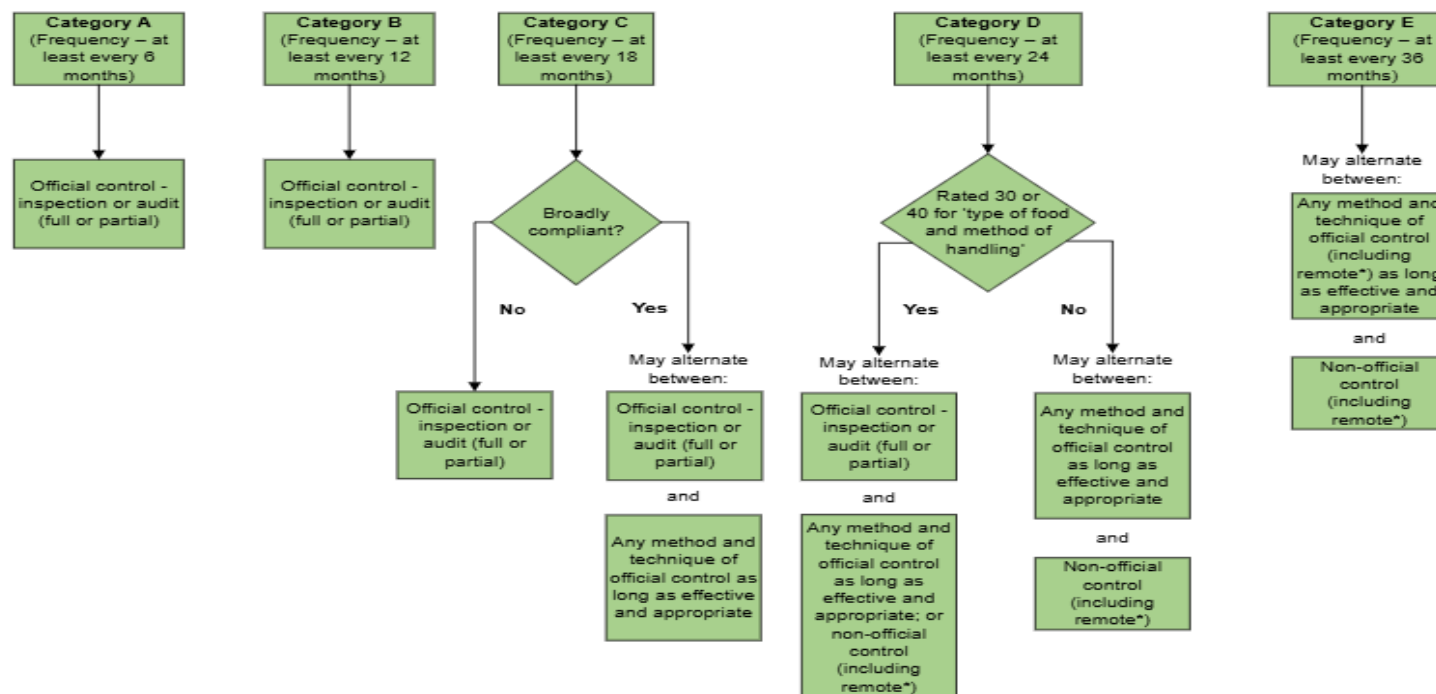 Category A
(Frequency – at
least every 6
months)
Official control -
inspection or audit
(full or partial)
Category B
(Frequency – at
least every 12
months)
Official control -
inspection or audit
(full or partial)
Category C
(Frequency – at
least every 18
months)
Broadly
compliant?
No
Official control -
inspection or
audit (full or
partial)
Yes
May alternate
between:
Official control -
inspection or
audit (full or
partial)
and
Any method and
technique of
official control as
long as effective
and appropriate
Category D
(Frequency – at
least every 24
months)
Rated 30 or
40 for 'type of food
and method of
handling'
Yes
May alternate
between:
Official control -
inspection or
audit (full or
partial)
and
Any method and
technique of
official control
as long as
effective and
appropriate; or
non-official
control
(including
remote*)
No
May alternate
between:
Any method and
technique of
official control
as long as
effective and
appropriate
and
Non-official
control
(including
remote*)
Category E
(Frequency – at
least every 36
months)
May alternate
between:
Any method and
technique of
official control
(including
remote*) as long
as effective and
appropriate
and
Non-official
control
(including
remote*)